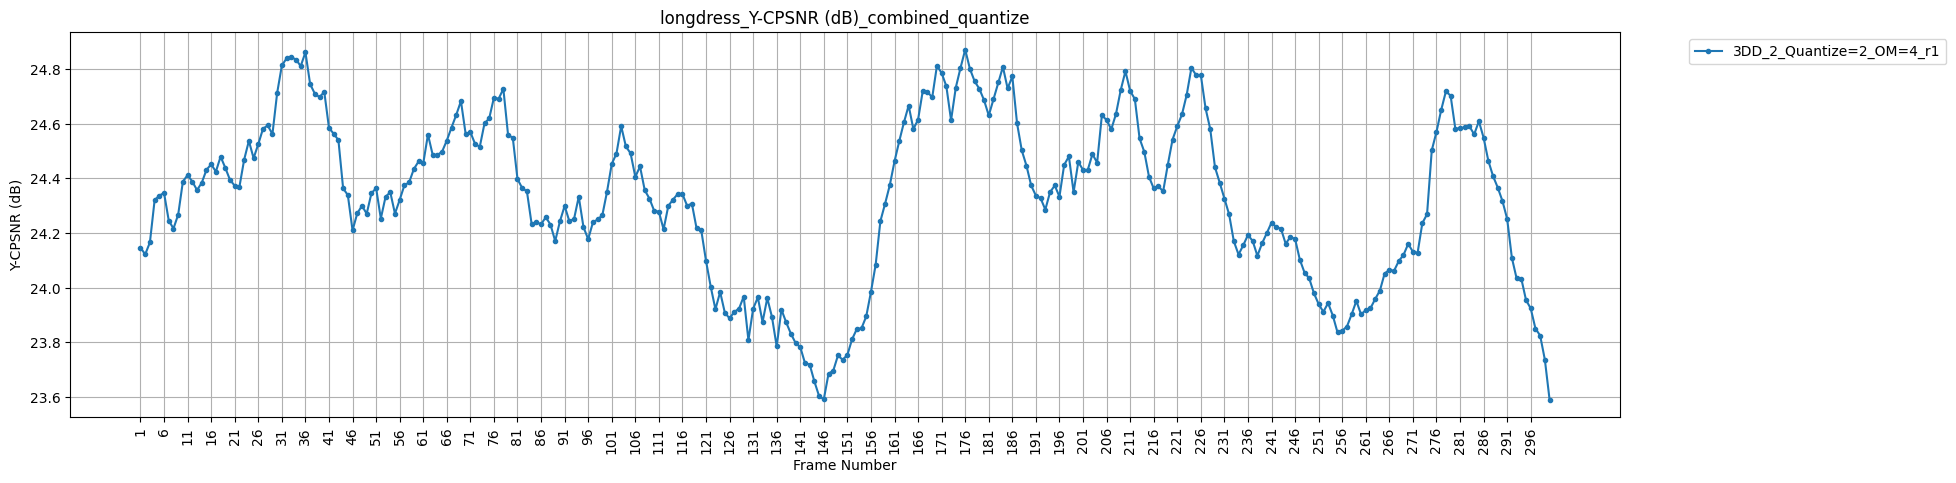 longdress_Y-CPSNR (dB)_combined_quantize
3DD_2_Quantize=2_OM=4_r1
Y-CPSNR (dB)
24.8
24.6
24.4
24.2
24.0
23.8
23.6
1 6 11 16 21 26 31 36 41 46 51 56 61 66 71 76 81 86 91 96 101 106 111 116 121 126 131 136 141 146 151 156 161 166 171 176 181 186 191 196 201 206 211 216 221 226 231 236 241 246 251 256 261 266 271 276 281 286 291 296
Frame Number